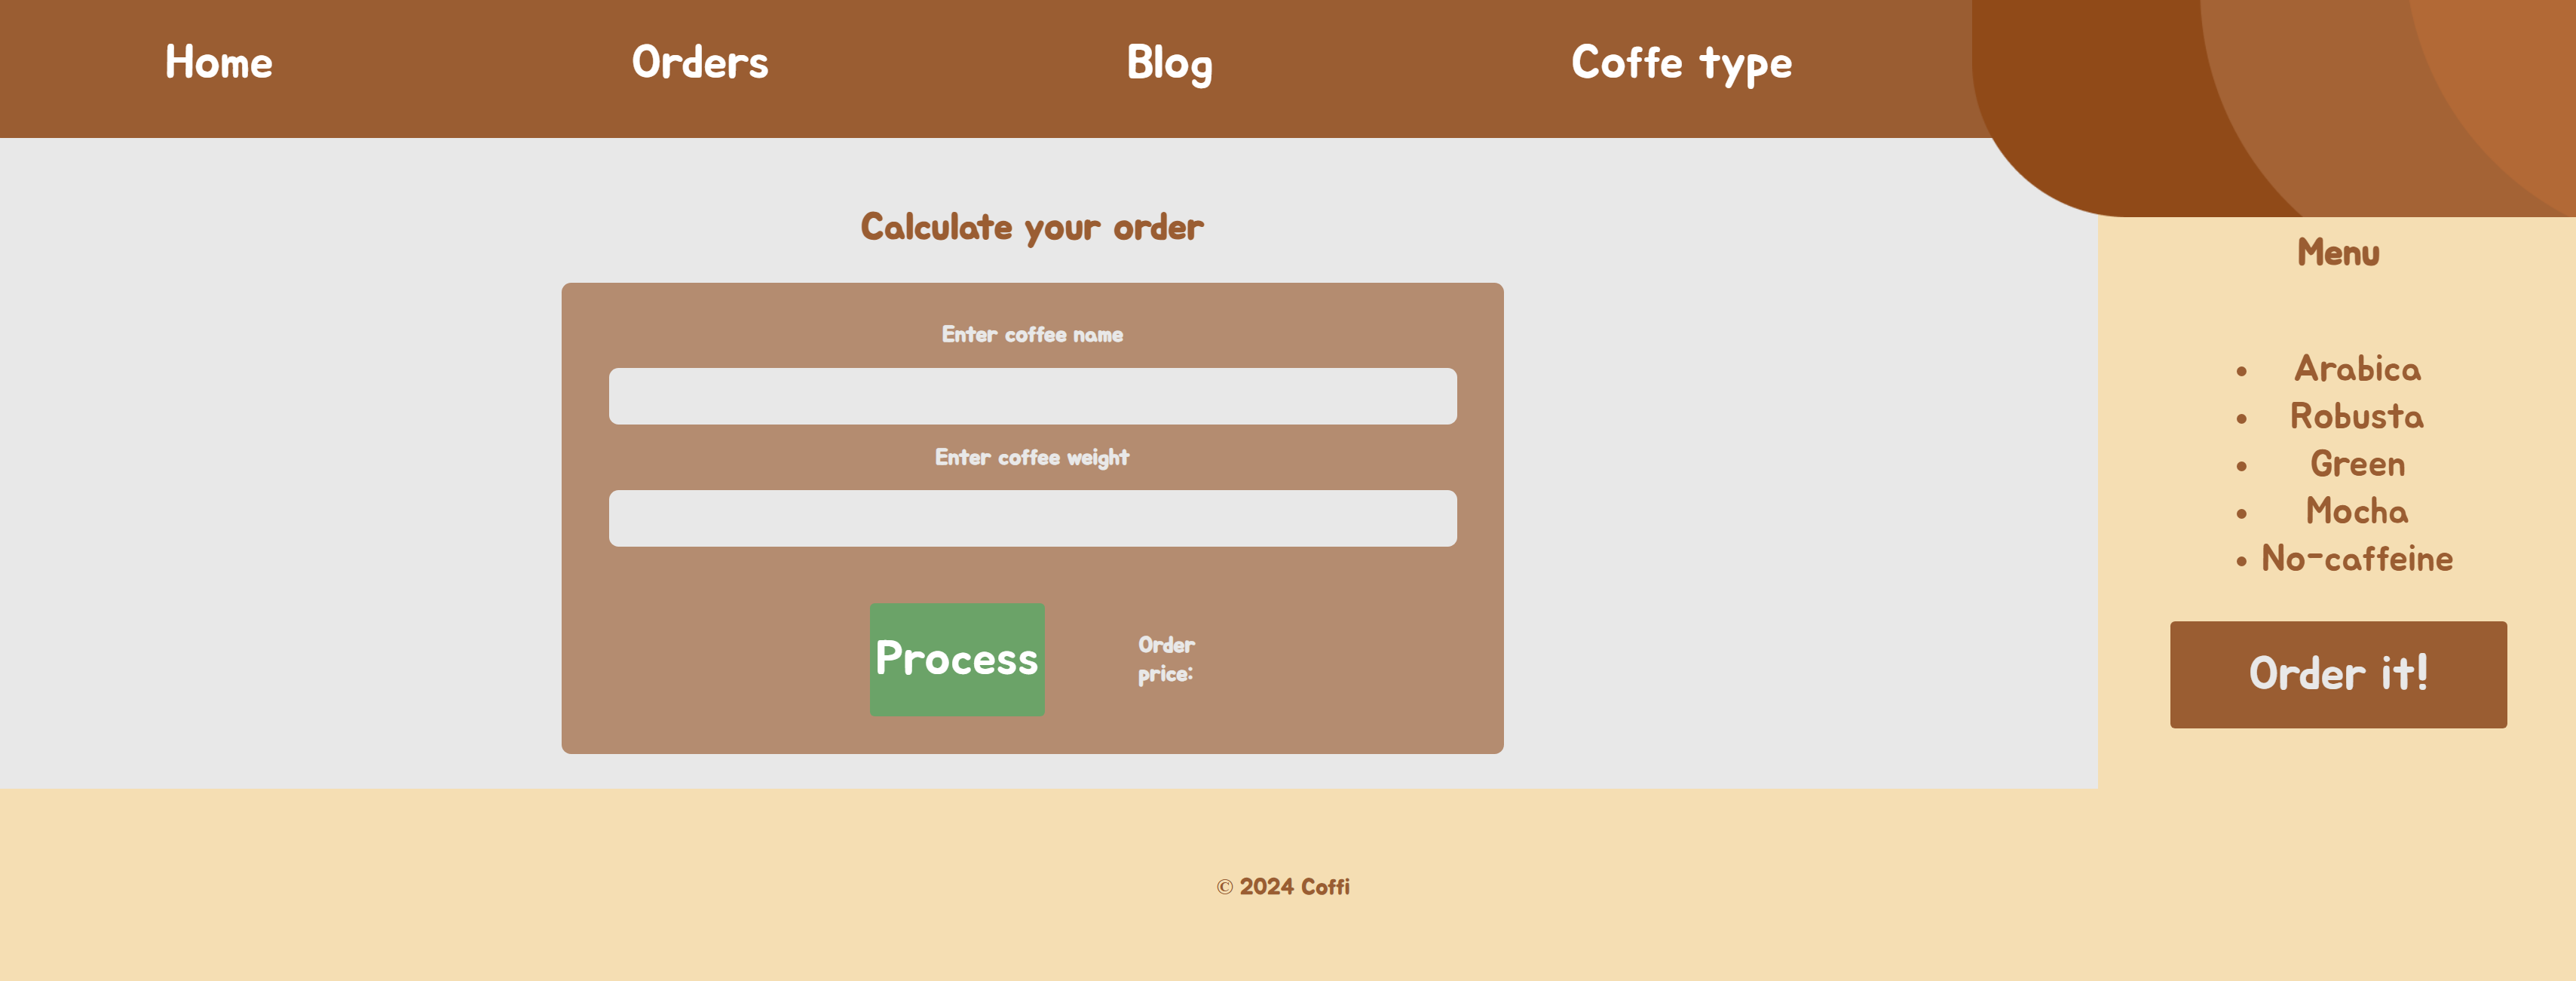 Home
Orders
Blog
Coffe type
Calculate your order
Enter coffee name
Enter coffee weight
Process
Order
price:
Menu
• Arabica
• Robusta
• Green
• Mocha
• No-caffeine
Order it!
© 2024 Coffi